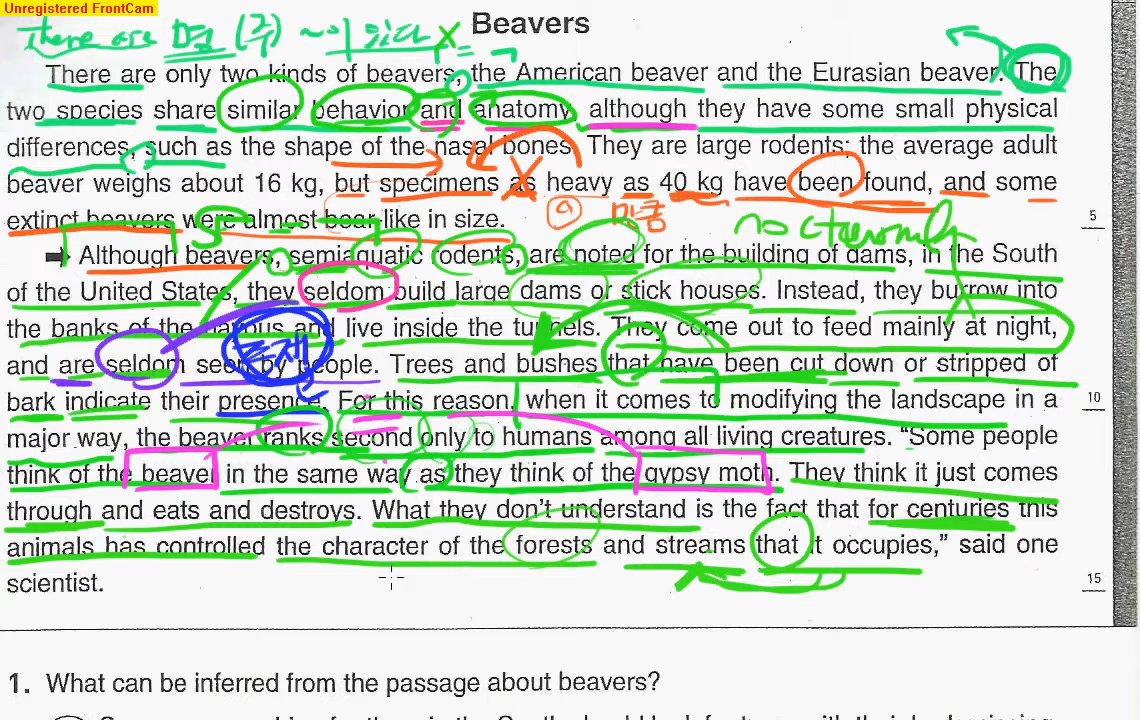 Unregistered FrontCam
There are (주) ~이 있다
Beavers
There are only two kinds of beavers, the American beaver and the Eurasian beaver. The
two species share similar behavior and anatomy, although they have some small physical
differences, such as the shape of the nasal bones. They are large rodents; the average adult
beaver weighs about 16 kg, but specimens as heavy as 40 kg have been found, and some
extinct beavers were almost bear-like in size.
5
Although beavers, semiaquatic rodents, are noted for the building of dams, in the South
of the United States, they seldom build large dams or stick houses. Instead, they burrow into
the banks of the and live inside the tunnels. They come out to feed mainly at night,
and are seldom seen by people. Trees and bushes that have been cut down or stripped of
bark indicate their presence. For this reason, when it comes to modifying the landscape in a
10
major way, the beaver ranks second only to humans among all living creatures. “Some people
think of the beaver in the same way as they think of the gypsy moth. They think it just comes
through and eats and destroys. What they don't understand is the fact that for centuries this
animals has controlled the character of the forests and streams that it occupies,” said one
scientist.
15
1. What can be inferred from the passage about beavers?